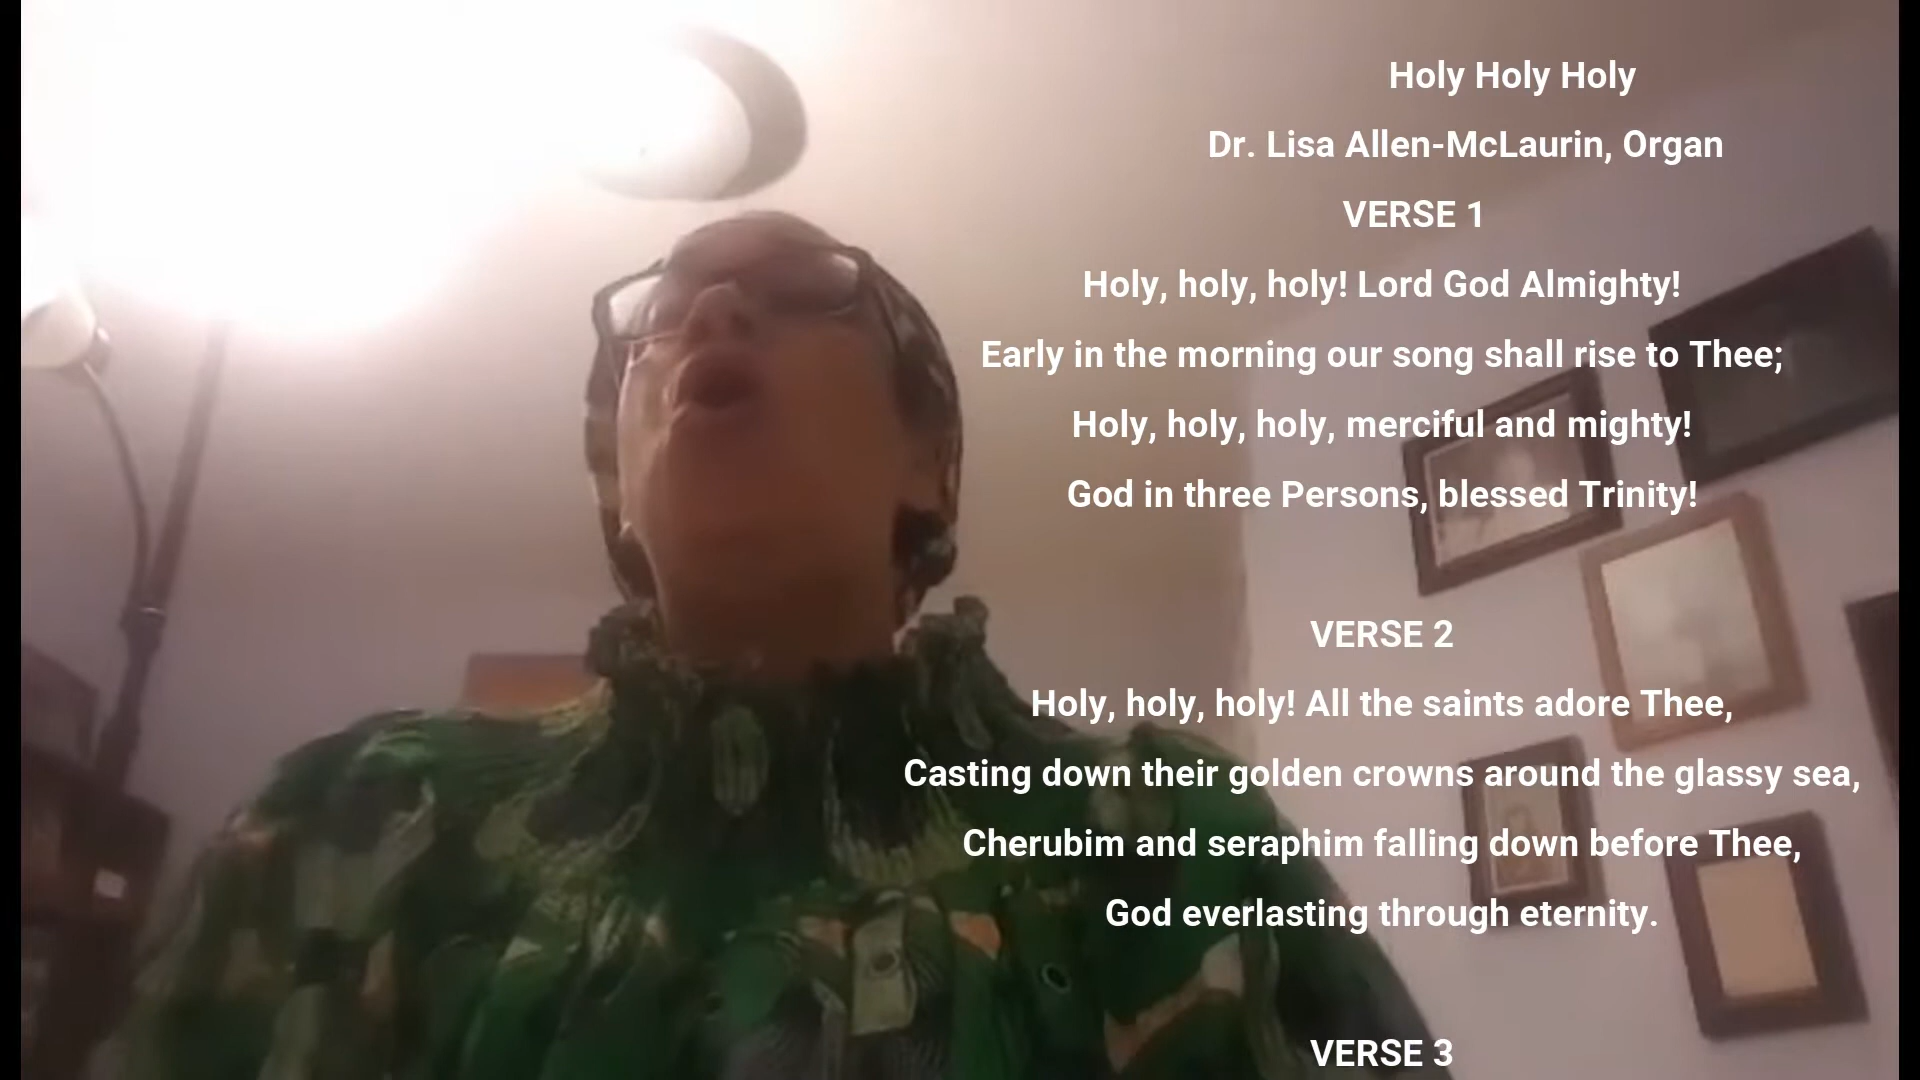 Holy Holy Holy
Dr. Lisa Allen-McLaurin, Organ
VERSE 1
Holy, holy, holy! Lord God Almighty!
Early in the morning our song shall rise to Thee;
Holy, holy, holy, merciful and mighty!
God in three Persons, blessed Trinity!
VERSE 2
Holy, holy, holy! All the saints adore Thee,
Casting down their golden crowns around the glassy sea,
Cherubim and seraphim falling down before Thee,
God everlasting through eternity.
VERSE 3